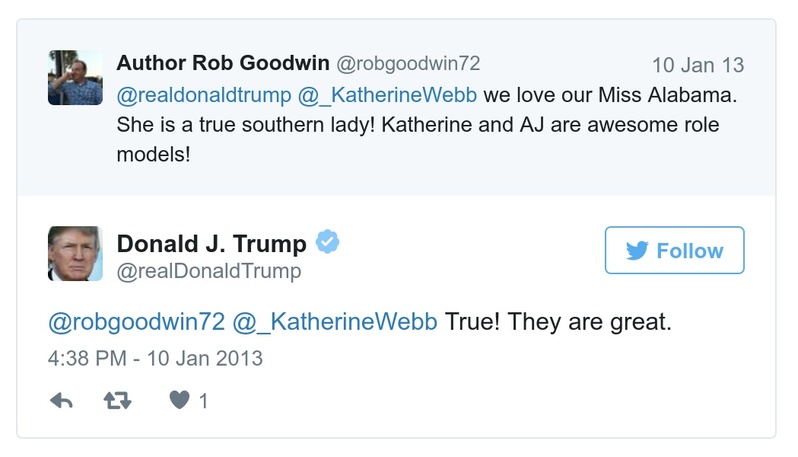 Author Rob Goodwin @robgoodwin72 10 Jan 13
@realdonaldtrump @_KatherineWebb we love our Miss Alabama.
She is a true southern lady! Katherine and AJ are awesome role
models!
Donald J. Trump
@realDonaldTrump
Follow
@robgoodwin72 @_KatherineWebb True! They are great.
4:38 PM - 10 Jan 2013
1